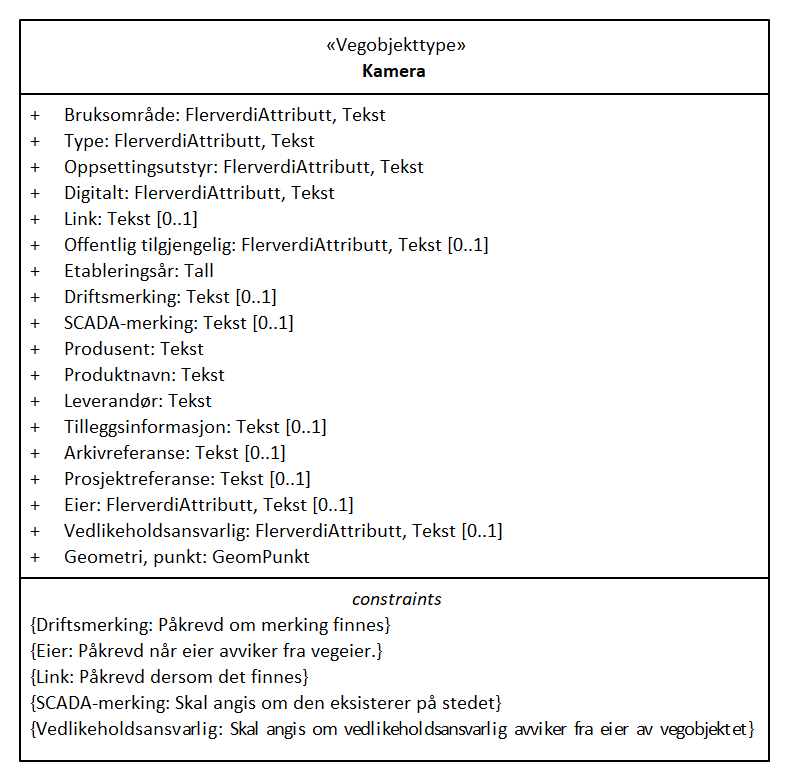 «Vegobjekttype»
Kamera
+ Bruksområde: FlerverdiAttributt, Tekst
+ Type: FlerverdiAttributt, Tekst
+ Oppsettingsutstyr: FlerverdiAttributt, Tekst
+ Digitalt: FlerverdiAttributt, Tekst
+ Link: Tekst [0..1]
+ Offentlig tilgjengelig: FlerverdiAttributt, Tekst [0..1]
+ Etableringsår: Tall
+ Driftsmerking: Tekst [0..1]
+ SCADA-merking: Tekst [0..1]
+ Produsent: Tekst
+ Produktnavn: Tekst
+ Leverandør: Tekst
+ Tilleggsinformasjon: Tekst [0..1]
+ Arkivreferanse: Tekst [0..1]
+ Prosjektreferanse: Tekst [0..1]
+ Eier: FlerverdiAttributt, Tekst [0..1]
+ Vedlikeholdsansvarlig: FlerverdiAttributt, Tekst [0..1]
+ Geometri, punkt: GeomPunkt
constraints
{Driftsmerking: Påkrevd om merking finnes}
{Eier: Påkrevd når eier avviker fra vegeier.}
{Link: Påkrevd dersom det finnes}
{SCADA-merking: Skal angis om den eksisterer på stedet}
{Vedlikeholdsansvarlig: Skal angis om vedlikeholdsansvarlig avviker fra eier av vegobjektet}